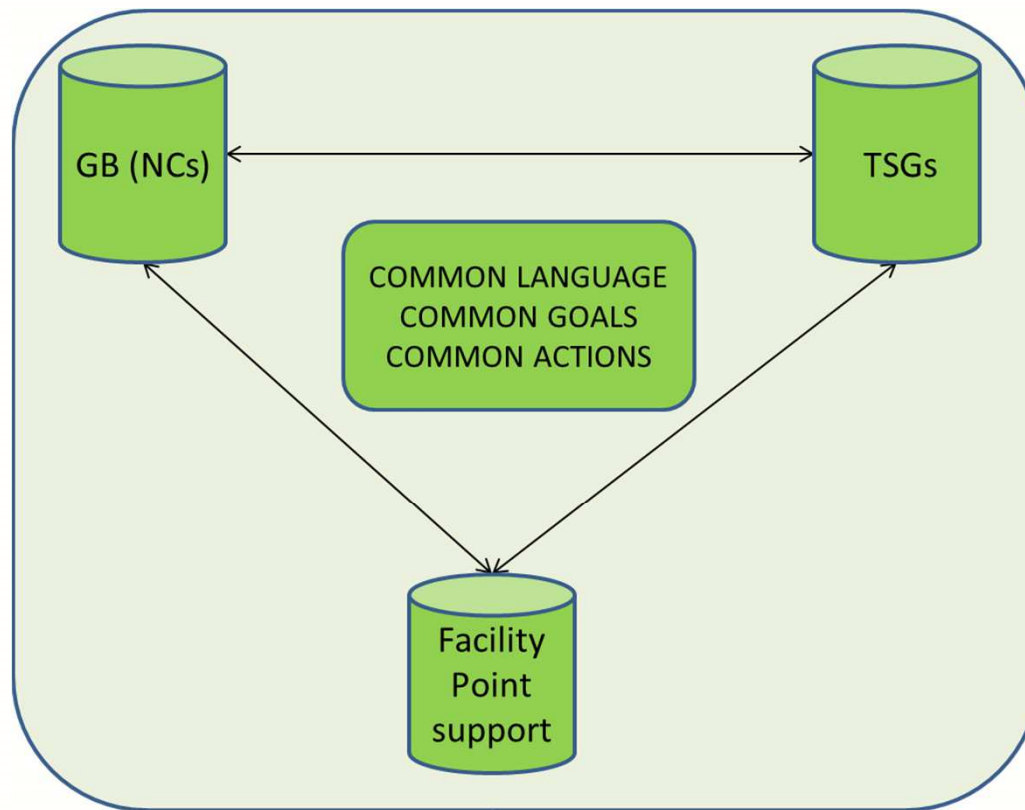 GB (NCs)
TSGs
COMMON LANGUAGE
COMMON GOALS
COMMON ACTIONS
Facility
Point
support